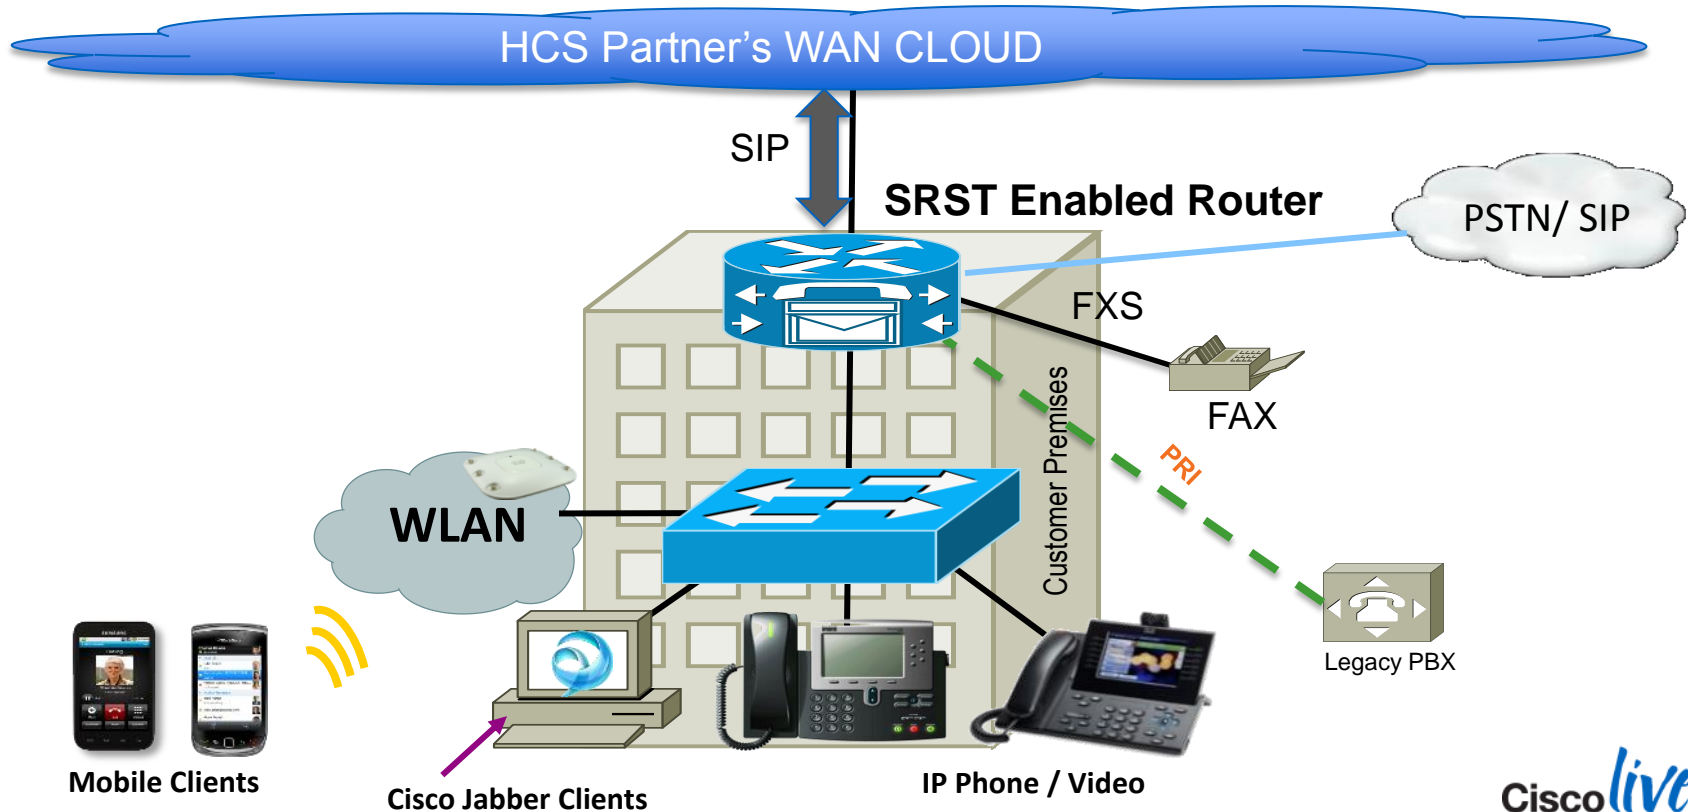 HCS Partner's WAN CLOUD
SIP
SRST Enabled Router
PSTN/ SIP
FXS
FAX
Customer Premises
PRI
WLAN
Legacy PBX
Mobile Clients
Cisco Jabber Clients
IP Phone / Video
Cisco live